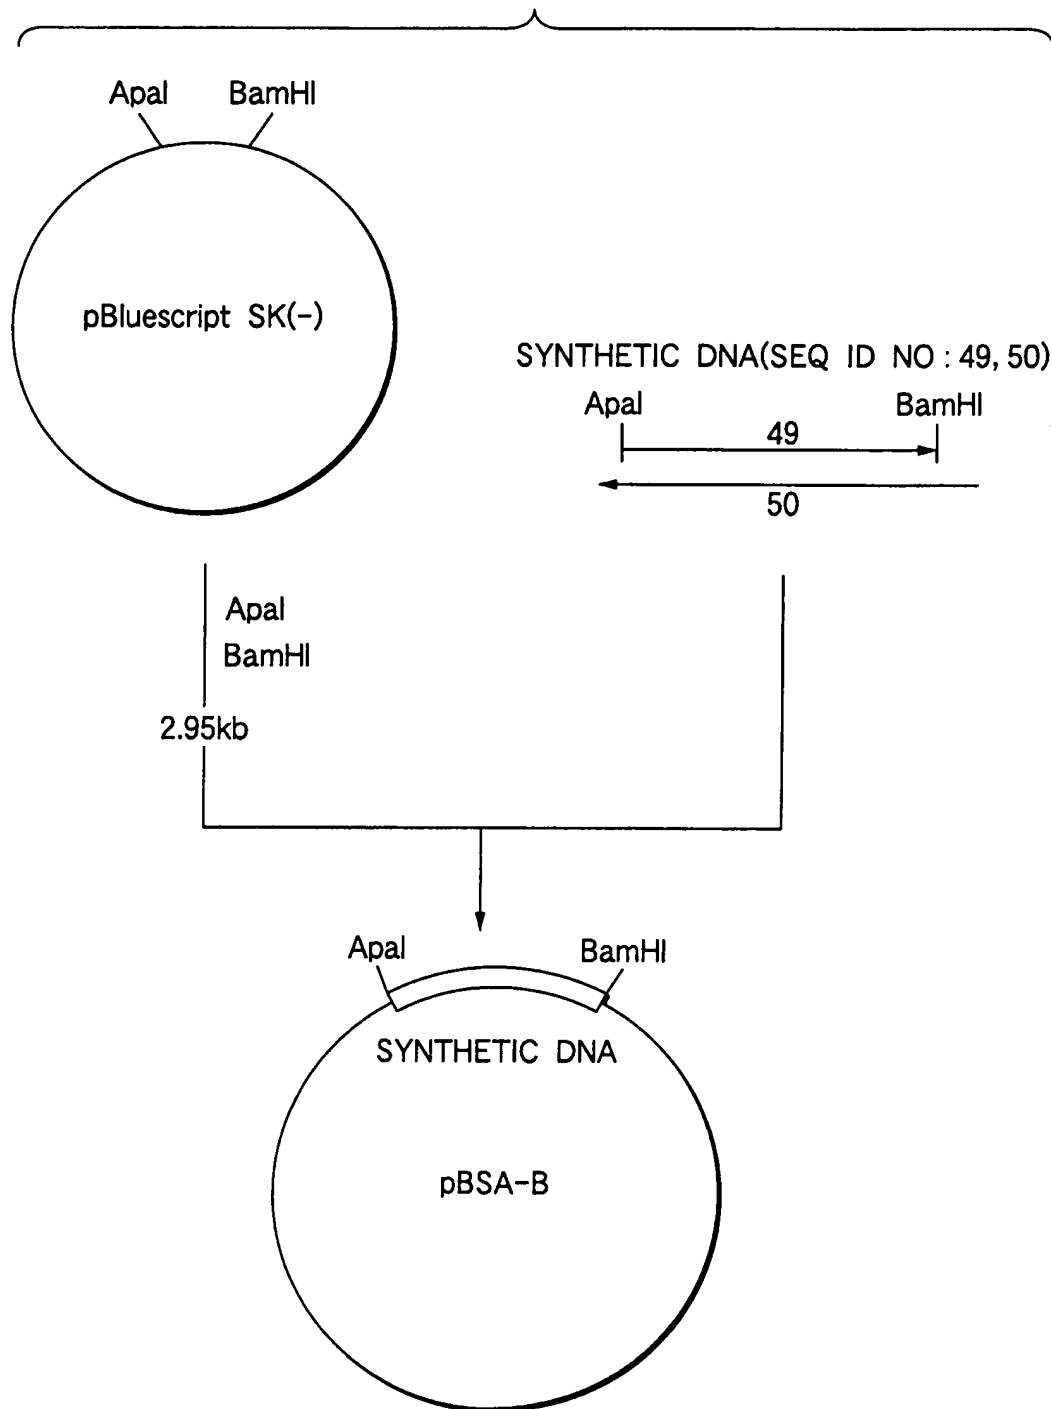 ApaI BamHI
pBluescript SK(-)
SYNTHETIC DNA(SEQ ID NO : 49, 50)
ApaI BamHI
49
50
ApaI
BamHI
2.95kb
ApaI BamHI
SYNTHETIC DNA
pBSA-B